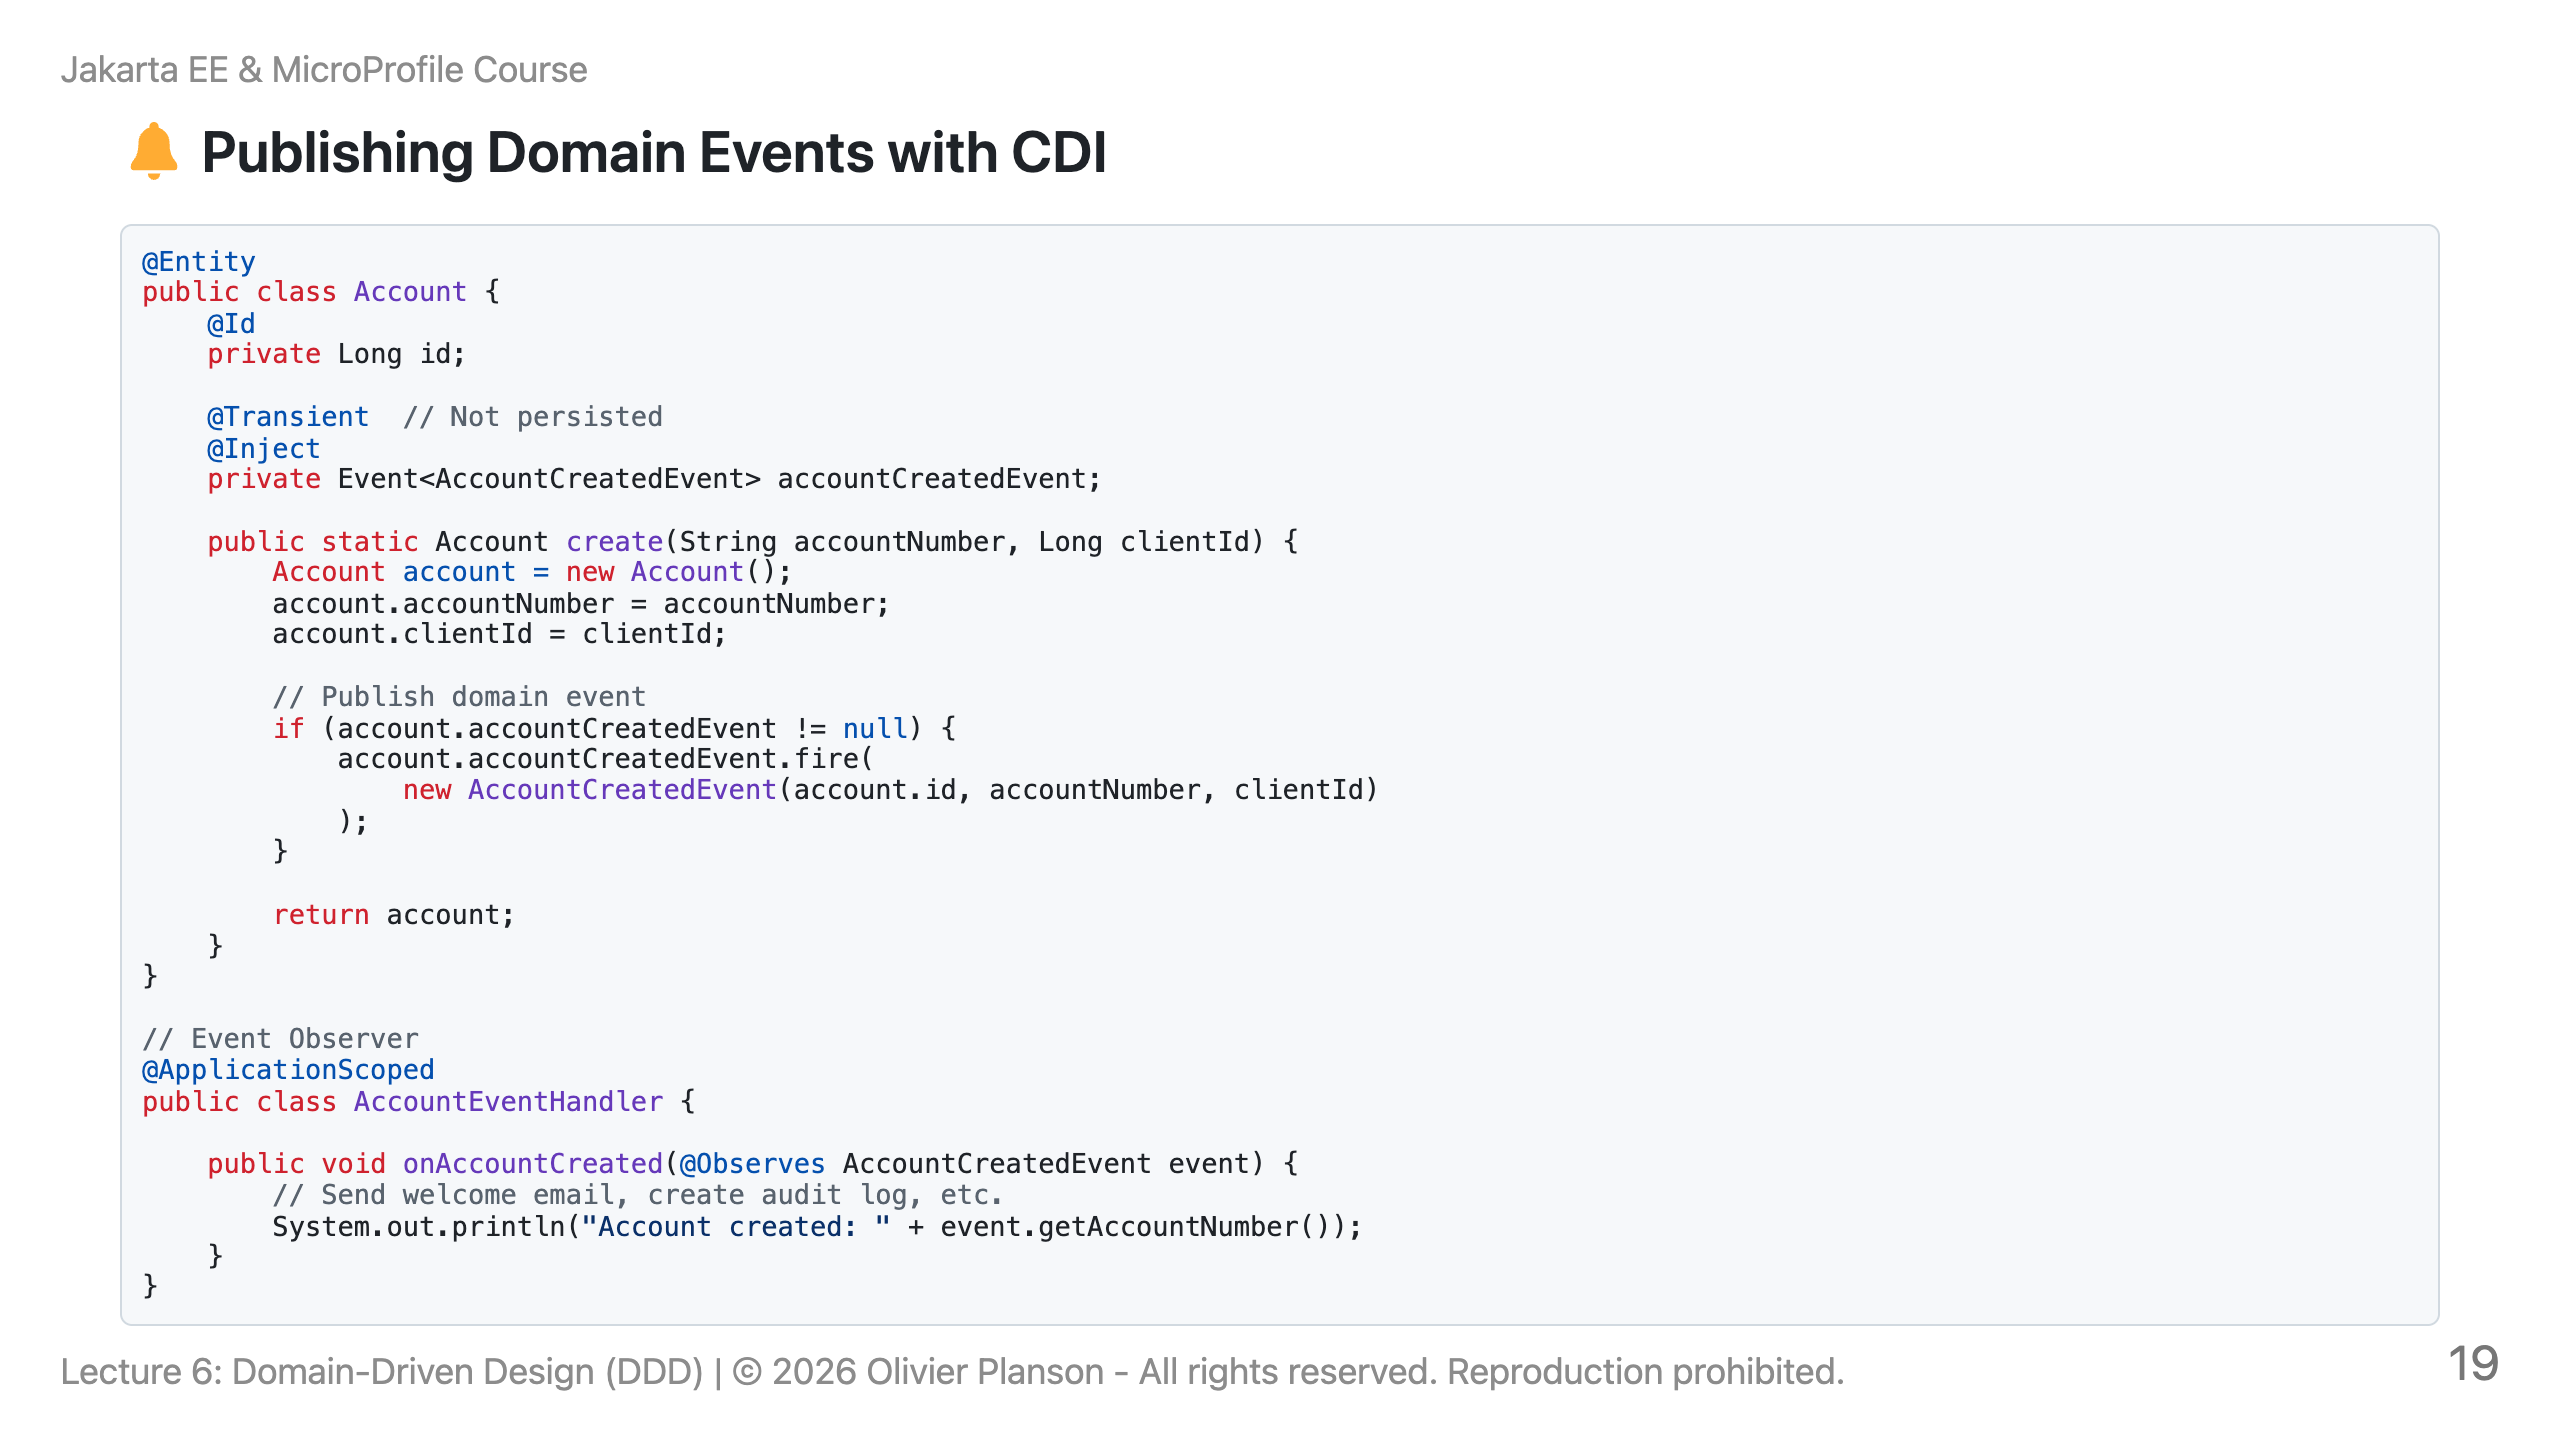 Jakarta EE & MicroProfile Course
🔔 Publishing Domain Events with CDI
@Entity
public class Account {
    @Id
    private Long id;

    @Transient  // Not persisted
    @Inject
    private Event<AccountCreatedEvent> accountCreatedEvent;

    public static Account create(String accountNumber, Long clientId) {
        Account account = new Account();
        account.accountNumber = accountNumber;
        account.clientId = clientId;

        // Publish domain event
        if (account.accountCreatedEvent != null) {
            account.accountCreatedEvent.fire(
                new AccountCreatedEvent(account.id, accountNumber, clientId)
            );
        }

        return account;
    }
}

// Event Observer
@ApplicationScoped
public class AccountEventHandler {

    public void onAccountCreated(@Observes AccountCreatedEvent event) {
        // Send welcome email, create audit log, etc.
        System.out.println("Account created: " + event.getAccountNumber());
    }
}
Lecture 6: Domain-Driven Design (DDD) | © 2026 Olivier Planson - All rights reserved. Reproduction prohibited.
19